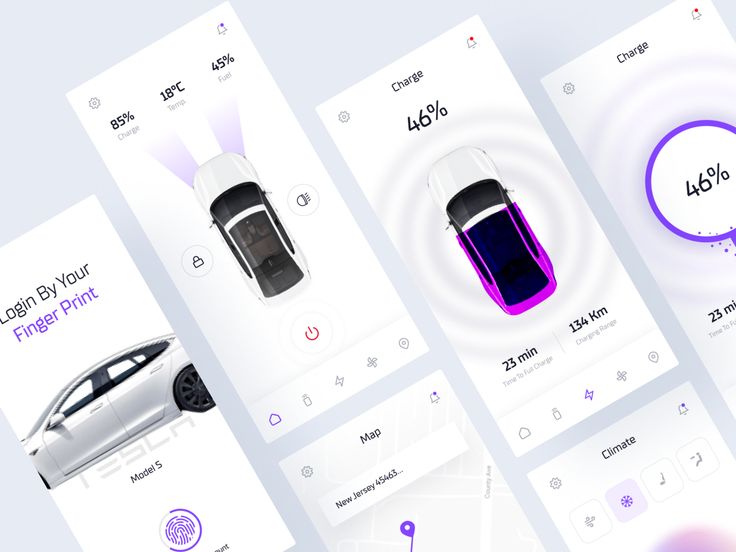 Login By Your
Finger Print
TESLA
Model S
ount
85%
Charge
18°C
Temp.
45%
Fuel
Charge
46%
23 min
Time To Full Charge
134 Km
Charging Range
Map
New Jersey 45463...
County Ave
Charge
46%
23 min
Time To Full
Climate